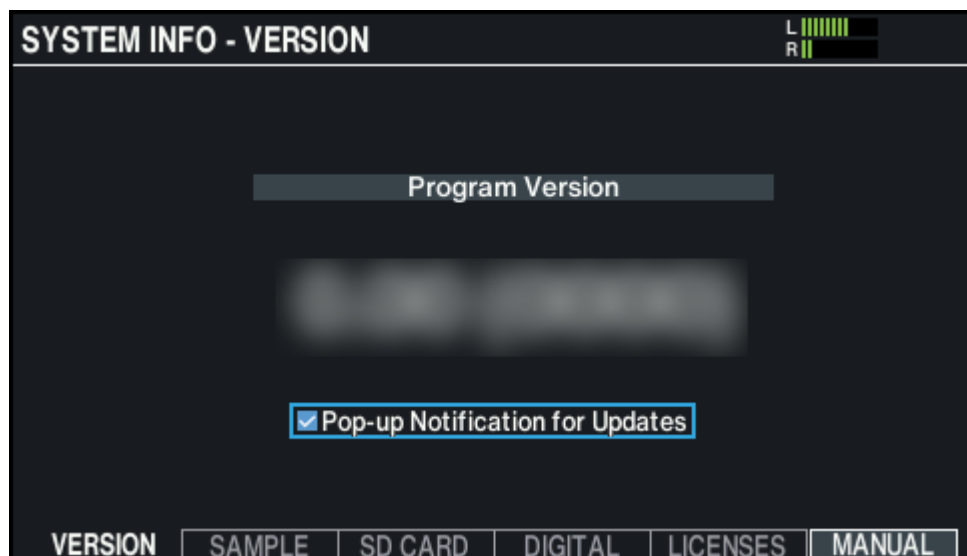 SYSTEM INFO - VERSION
L
R
Program Version
Pop-up Notification for Updates
VERSION SAMPLE SD CARD DIGITAL LICENSES MANUAL